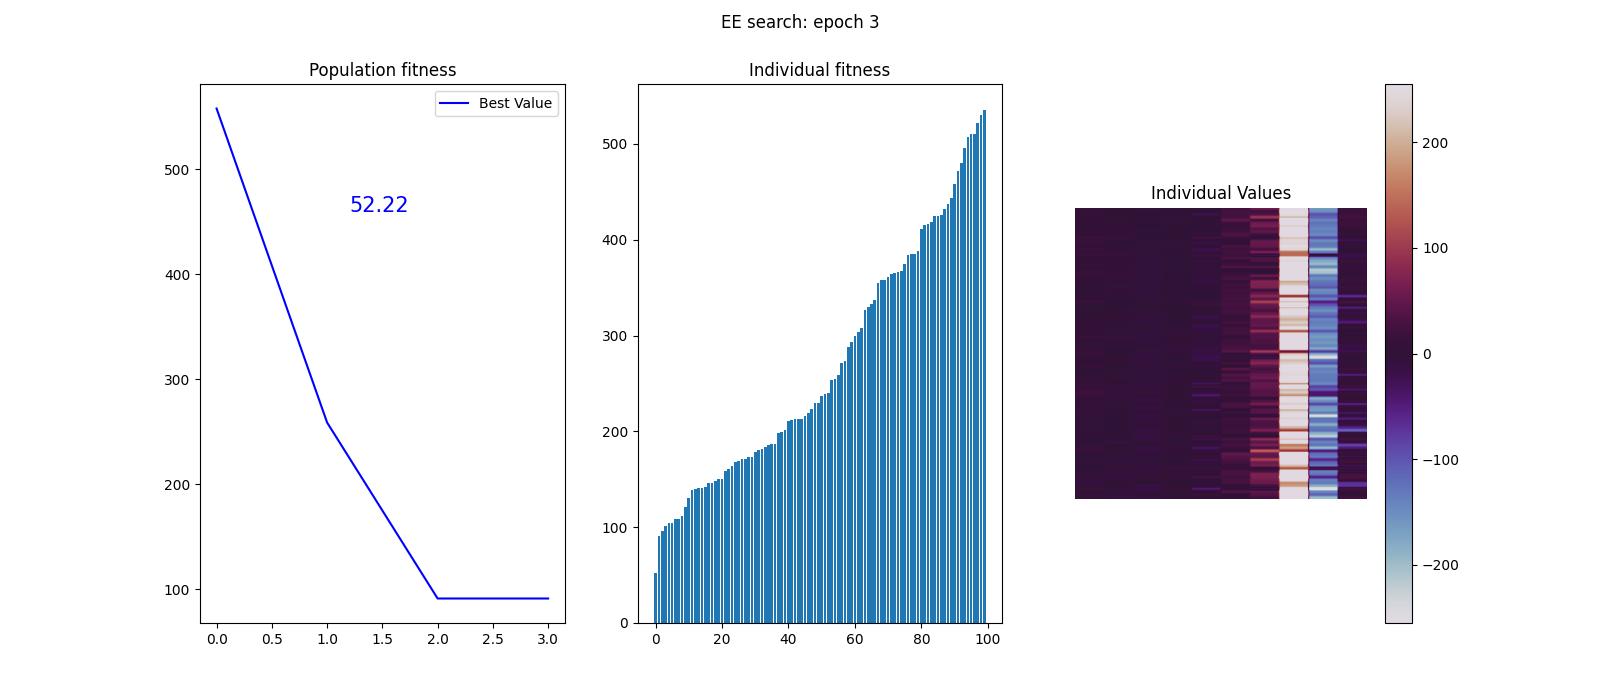 EE search: epoch 3
Population fitness
Best Value
52.22
500
400
300
200
100
0.0 0.5 1.0 1.5 2.0 2.5 3.0
Individual fitness
500
400
300
200
100
0
0 20 40 60 80 100
Individual Values
200
100
0
−100
−200